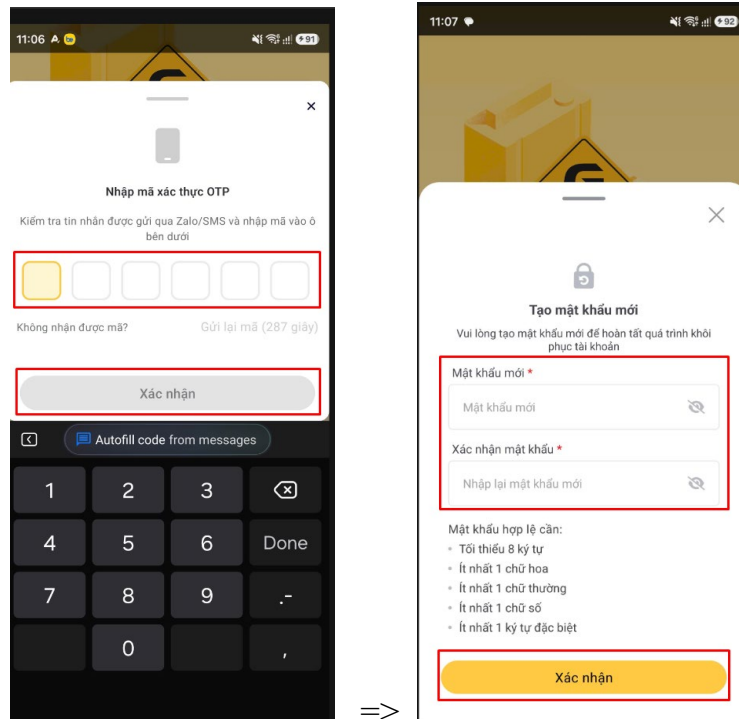 11:06 A be 91
×
Nhập mã xác thực OTP
Kiểm tra tin nhắn được gửi qua Zalo/SMS và nhập mã vào ô
bên dưới
Không nhận được mã? Gửi lại mã (287 giây)
Xác nhận
Autofill code from messages
1 2 3
4 5 6 Done
7 8 9 .-
0 ,
=>
11:07 92
Tạo mật khẩu mới
Vui lòng tạo mật khẩu mới để hoàn tất quá trình khôi
phục tài khoản
Mật khẩu mới *
Mật khẩu mới
Xác nhận mật khẩu *
Nhập lại mật khẩu mới
Mật khẩu hợp lệ cần:
• Tối thiểu 8 ký tự
• Ít nhất 1 chữ hoa
• Ít nhất 1 chữ thường
• Ít nhất 1 chữ số
• Ít nhất 1 ký tự đặc biệt
Xác nhận